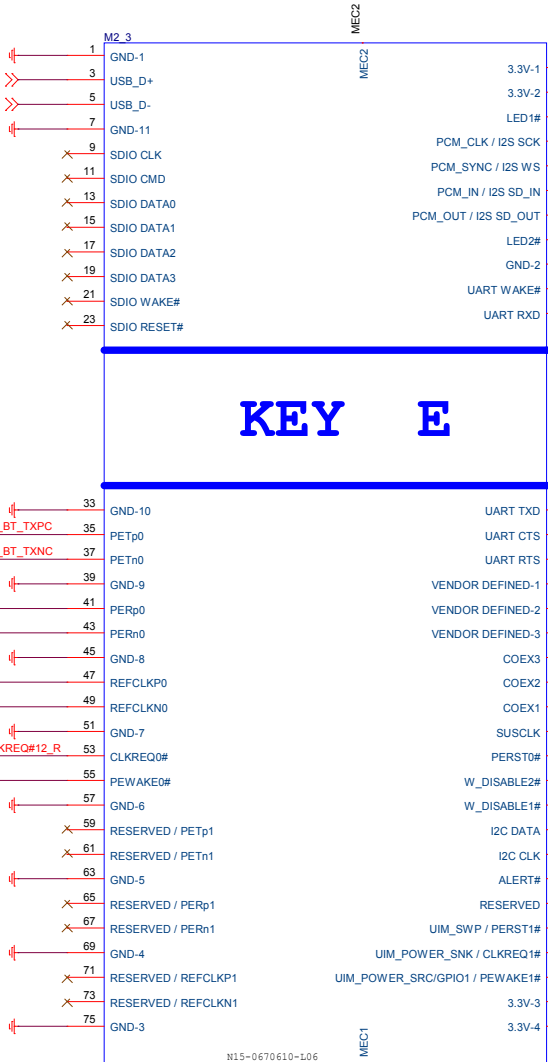 MEC2
M2_3
MEC2
1 GND-1
3.3V-1
3 USB_D+
3.3V-2
5 USB_D-
LED1#
7 GND-11
PCM_CLK / I2S SCK
9 SDIO CLK
PCM_SYNC / I2S WS
11 SDIO CMD
PCM_IN / I2S SD_IN
13 SDIO DATA0
PCM_OUT / I2S SD_OUT
15 SDIO DATA1
LED2#
17 SDIO DATA2
GND-2
19 SDIO DATA3
UART WAKE#
21 SDIO WAKE#
UART RXD
23 SDIO RESET#
KEY E
33 GND-10 UART TXD
_BT_TXPC 35 PETp0 UART CTS
_BT_TXNC 37 PETn0 UART RTS
39 GND-9 VENDOR DEFINED-1
41 PERp0 VENDOR DEFINED-2
43 PERn0 VENDOR DEFINED-3
45 GND-8 COEX3
47 REFCLKP0 COEX2
49 REFCLKN0 COEX1
51 GND-7 SUSCLK
KREQ#12_R 53 CLKREQ0# PERST0#
55 PEWAKE0# W_DISABLE2#
57 GND-6 W_DISABLE1#
59 RESERVED / PETp1 I2C DATA
61 RESERVED / PETn1 I2C CLK
63 GND-5 ALERT#
65 RESERVED / PERp1 RESERVED
67 RESERVED / PERn1 UIM_SWP / PERST1#
69 GND-4 UIM_POWER_SNK / CLKREQ1#
71 RESERVED / REFCLKP1 UIM_POWER_SRC/GPIO1 / PEWAKE1#
73 RESERVED / REFCLKN1 3.3V-3
75 GND-3 3.3V-4
MEC1
N15-0670610-L06